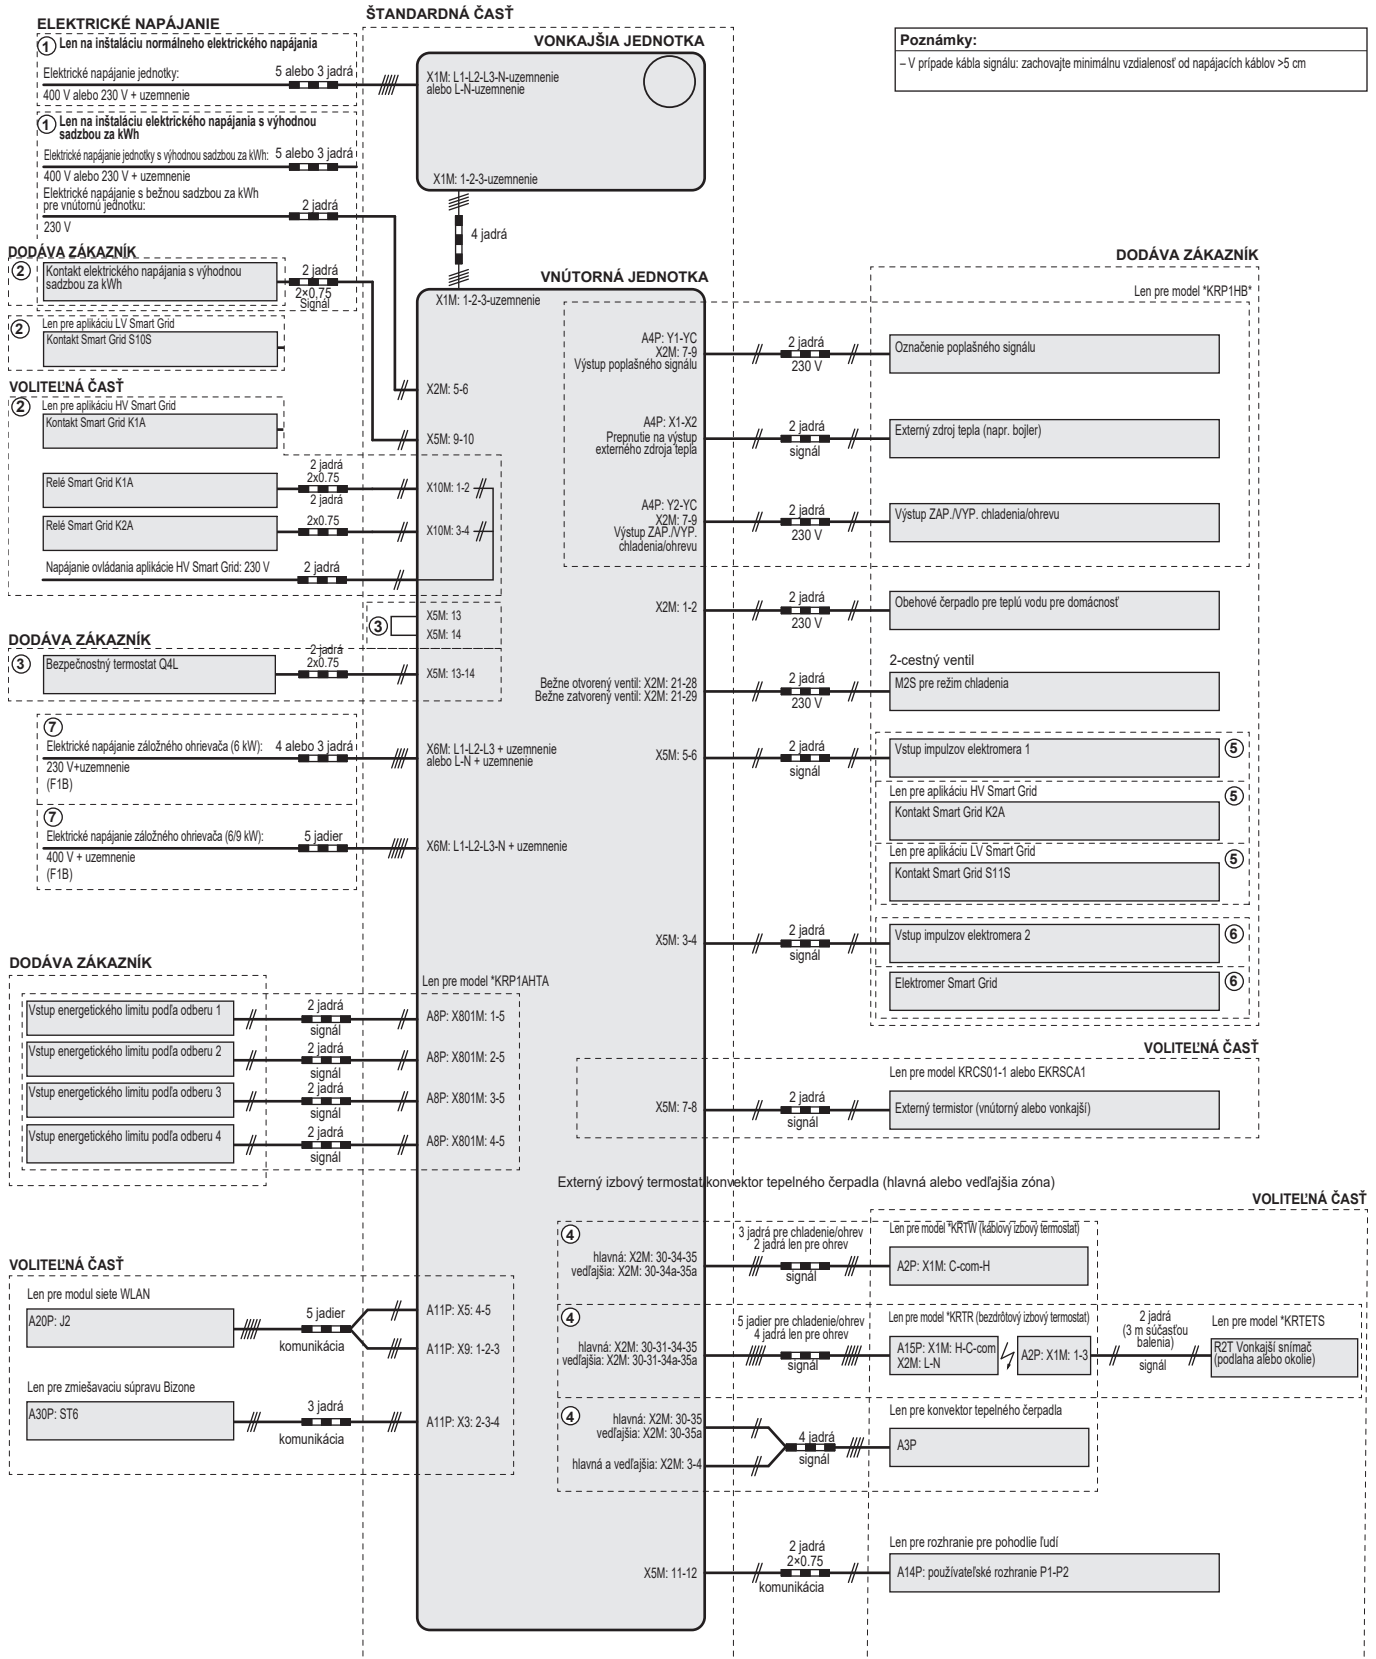 ELEKTRICKÉ NAPÁJANIE
1 Len na inštaláciu normálneho elektrického napájania
Elektrické napájanie jednotky:
5 alebo 3 jadrá
400 V alebo 230 V + uzemnenie
1 Len na inštaláciu elektrického napájania s výhodnou
sadzbou za kWh
Elektrické napájanie jednotky s výhodnou sadzbou za kWh:
5 alebo 3 jadrá
400 V alebo 230 V + uzemnenie
Elektrické napájanie s bežnou sadzbou za kWh
pre vnútornú jednotku:
2 jadrá
230 V
DODÁVA ZÁKAZNÍK
2 Kontakt elektrického napájania s výhodnou
sadzbou za kWh
2 jadrá
2×0,75
Signál
2 Len pre aplikáciu LV Smart Grid
Kontakt Smart Grid S10S
VOLITEĽNÁ ČASŤ
2 Len pre aplikáciu HV Smart Grid
Kontakt Smart Grid K1A
Relé Smart Grid K1A
2 jadrá
2x0.75
2 jadrá
Relé Smart Grid K2A
2x0.75
Napájanie ovládania aplikácie HV Smart Grid: 230 V
2 jadrá
DODÁVA ZÁKAZNÍK
3 Bezpečnostný termostat Q4L
2 jadrá
2x0.75
7
Elektrické napájanie záložného ohrievača (6 kW):
4 alebo 3 jadrá
230 V+uzemnenie
(F1B)
7
Elektrické napájanie záložného ohrievača (6/9 kW):
5 jadier
400 V + uzemnenie
(F1B)
DODÁVA ZÁKAZNÍK
Vstup energetického limitu podľa odberu 1
2 jadrá
signál
Vstup energetického limitu podľa odberu 2
2 jadrá
signál
Vstup energetického limitu podľa odberu 3
2 jadrá
signál
Vstup energetického limitu podľa odberu 4
2 jadrá
signál
VOLITEĽNÁ ČASŤ
Len pre modul siete WLAN
A20P: J2
5 jadier
komunikácia
Len pre zmiešavaciu súpravu Bizone
A30P: ST6
3 jadrá
komunikácia
ŠTANDARDNÁ ČASŤ
VONKAJŠIA JEDNOTKA
X1M: L1-L2-L3-N-uzemnenie
alebo L-N-uzemnenie
X1M: 1-2-3-uzemnenie
4 jadrá
VNÚTORNÁ JEDNOTKA
X1M: 1-2-3-uzemnenie
X2M: 5-6
X5M: 9-10
X10M: 1-2
X10M: 3-4
3
X5M: 13
X5M: 14
X5M: 13-14
X6M: L1-L2-L3 + uzemnenie
alebo L-N + uzemnenie
X6M: L1-L2-L3-N + uzemnenie
Len pre model *KRP1AHTA
A8P: X801M: 1-5
A8P: X801M: 2-5
A8P: X801M: 3-5
A8P: X801M: 4-5
A11P: X5: 4-5
A11P: X9: 1-2-3
A11P: X3: 2-3-4
Poznámky:
– V prípade kábla signálu: zachovajte minimálnu vzdialenosť od napájacích káblov >5 cm
DODÁVA ZÁKAZNÍK
Len pre model *KRP1HB*
A4P: Y1-YC
X2M: 7-9
Výstup poplašného signálu
2 jadrá
230 V
Označenie poplašného signálu
A4P: X1-X2
Prepnutie na výstup
externého zdroja tepla
2 jadrá
signál
Externý zdroj tepla (napr. bojler)
A4P: Y2-YC
X2M: 7-9
Výstup ZAP./VYP.
chladenia/ohrevu
2 jadrá
230 V
Výstup ZAP./VYP. chladenia/ohrevu
X2M: 1-2
2 jadrá
230 V
Obehové čerpadlo pre teplú vodu pre domácnosť
2-cestný ventil
Bežne otvorený ventil: X2M: 21-28
Bežne zatvorený ventil: X2M: 21-29
2 jadrá
230 V
M2S pre režim chladenia
X5M: 5-6
2 jadrá
signál
Vstup impulzov elektromera 1
5
Len pre aplikáciu HV Smart Grid
5
Kontakt Smart Grid K2A
Len pre aplikáciu LV Smart Grid
5
Kontakt Smart Grid S11S
X5M: 3-4
2 jadrá
signál
Vstup impulzov elektromera 2
6
Elektromer Smart Grid
6
VOLITEĽNÁ ČASŤ
Len pre model KRCS01-1 alebo EKRSCA1
X5M: 7-8
2 jadrá
signál
Externý termistor (vnútorný alebo vonkajší)
Externý izbový termostat/konvektor tepelného čerpadla (hlavná alebo vedľajšia zóna)
VOLITEĽNÁ ČASŤ
4
hlavná: X2M: 30-34-35
vedľajšia: X2M: 30-34a-35a
3 jadrá pre chladenie/ohrev
2 jadrá len pre ohrev
signál
Len pre model *KRTW (káblový izbový termostat)
A2P: X1M: C-com-H
4
hlavná: X2M: 30-31-34-35
vedľajšia: X2M: 30-31-34a-35a
5 jadier pre chladenie/ohrev
4 jadrá len pre ohrev
signál
Len pre model *KRTR (bezdrôtový izbový termostat)
A15P: X1M: H-C-com
X2M: L-N
A2P: X1M: 1-3
2 jadrá
(3 m súčasťou
balenia)
signál
Len pre model *KRTETS
R2T Vonkajší snímač
(podlaha alebo okolie)
4
hlavná: X2M: 30-35
vedľajšia: X2M: 30-35a
hlavná a vedľajšia: X2M: 3-4
4 jadrá
signál
Len pre konvektor tepelného čerpadla
A3P
X5M: 11-12
2 jadrá
2×0.75
komunikácia
Len pre rozhranie pre pohodlie ľudí
A14P: používateľské rozhranie P1-P2